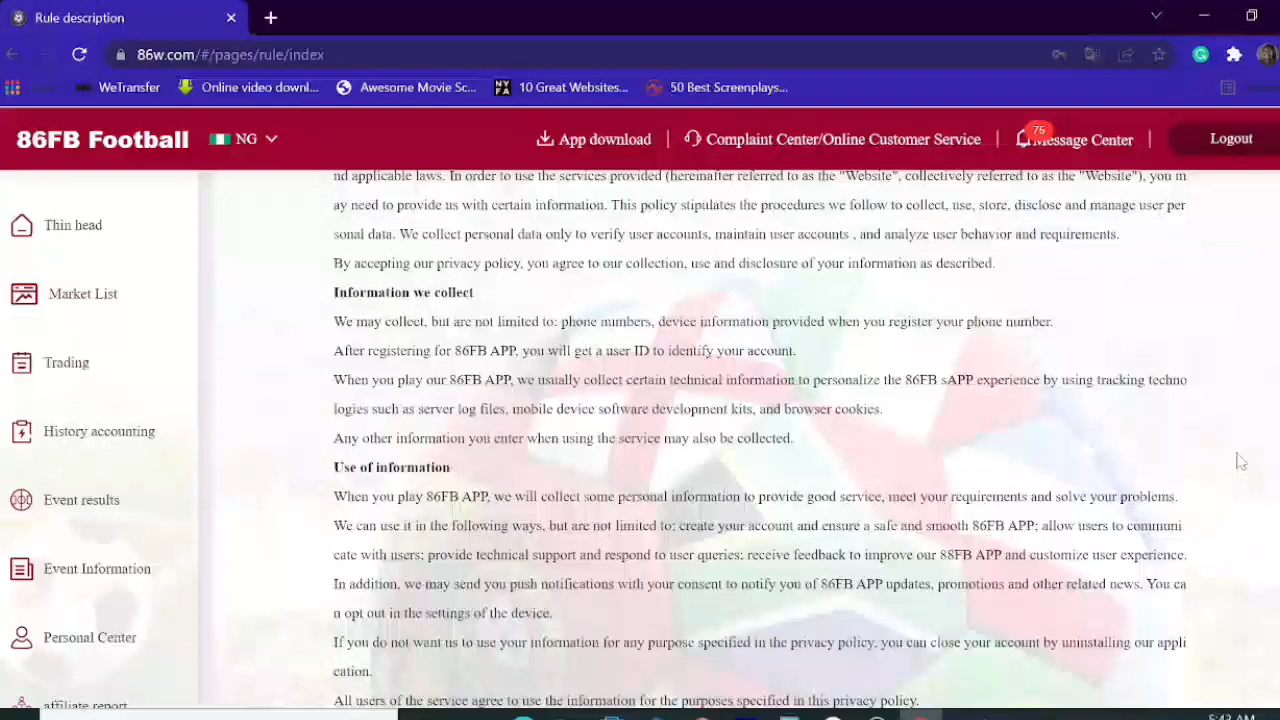 Rule description
86w.com/#/pages/rule/index
WeTransfer
Online video downl...
Awesome Movie Sc...
10 Great Websites...
50 Best Screenplays...
86FB Football
NG
App download
Complaint Center/Online Customer Service
75
Message Center
Logout
Thin head
Market List
Trading
History accounting
Event results
Event Information
Personal Center
affiliate report
nd applicable laws. In order to use the services provided (hereinafter referred to as the "Website", collectively referred to as the "Website"), you m
ay need to provide us with certain information. This policy stipulates the procedures we follow to collect, use, store, disclose and manage user per
sonal data. We collect personal data only to verify user accounts, maintain user accounts , and analyze user behavior and requirements.
By accepting our privacy policy, you agree to our collection, use and disclosure of your information as described.
Information we collect
We may collect, but are not limited to: phone numbers, device information provided when you register your phone number.
After registering for 86FB APP, you will get a user ID to identify your account.
When you play our 86FB APP, we usually collect certain technical information to personalize the 86FB sAPP experience by using tracking techno
logies such as server log files, mobile device software development kits, and browser cookies.
Any other information you enter when using the service may also be collected.
Use of information
When you play 86FB APP, we will collect some personal information to provide good service, meet your requirements and solve your problems.
We can use it in the following ways, but are not limited to: create your account and ensure a safe and smooth 86FB APP; allow users to communi
cate with users; provide technical support and respond to user queries; receive feedback to improve our 88FB APP and customize user experience.
In addition, we may send you push notifications with your consent to notify you of 86FB APP updates, promotions and other related news. You ca
n opt out in the settings of the device.
If you do not want us to use your information for any purpose specified in the privacy policy, you can close your account by uninstalling our appli
cation.
All users of the service agree to use the information for the purposes specified in this privacy policy.
5:43 AM